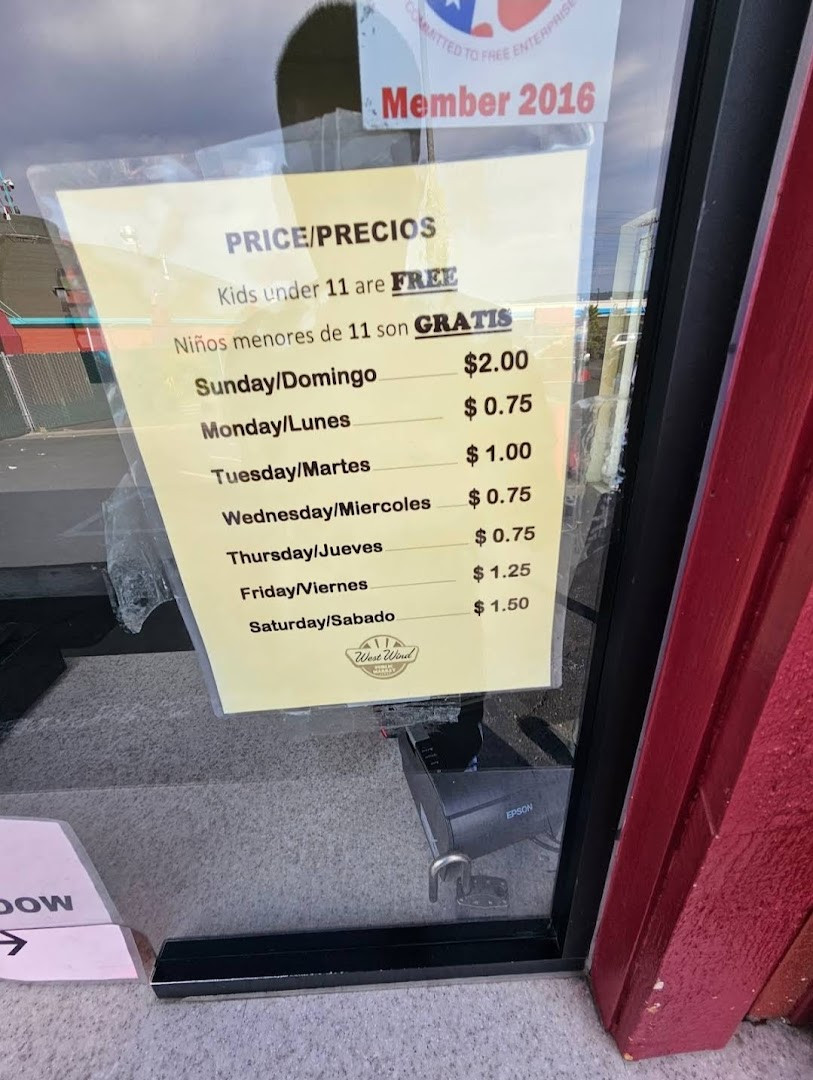 COMMITTED TO FREE ENTERPRISE
Member 2016
PRICE/PRECIOS
Kids under 11 are FREE
Niños menores de 11 son GRATIS
Sunday/Domingo $2.00
Monday/Lunes $ 0.75
Tuesday/Martes $ 1.00
Wednesday/Miercoles $ 0.75
Thursday/Jueves $ 0.75
Friday/Viernes $ 1.25
Saturday/Sabado $ 1.50
West Wind
EPSON
DOW